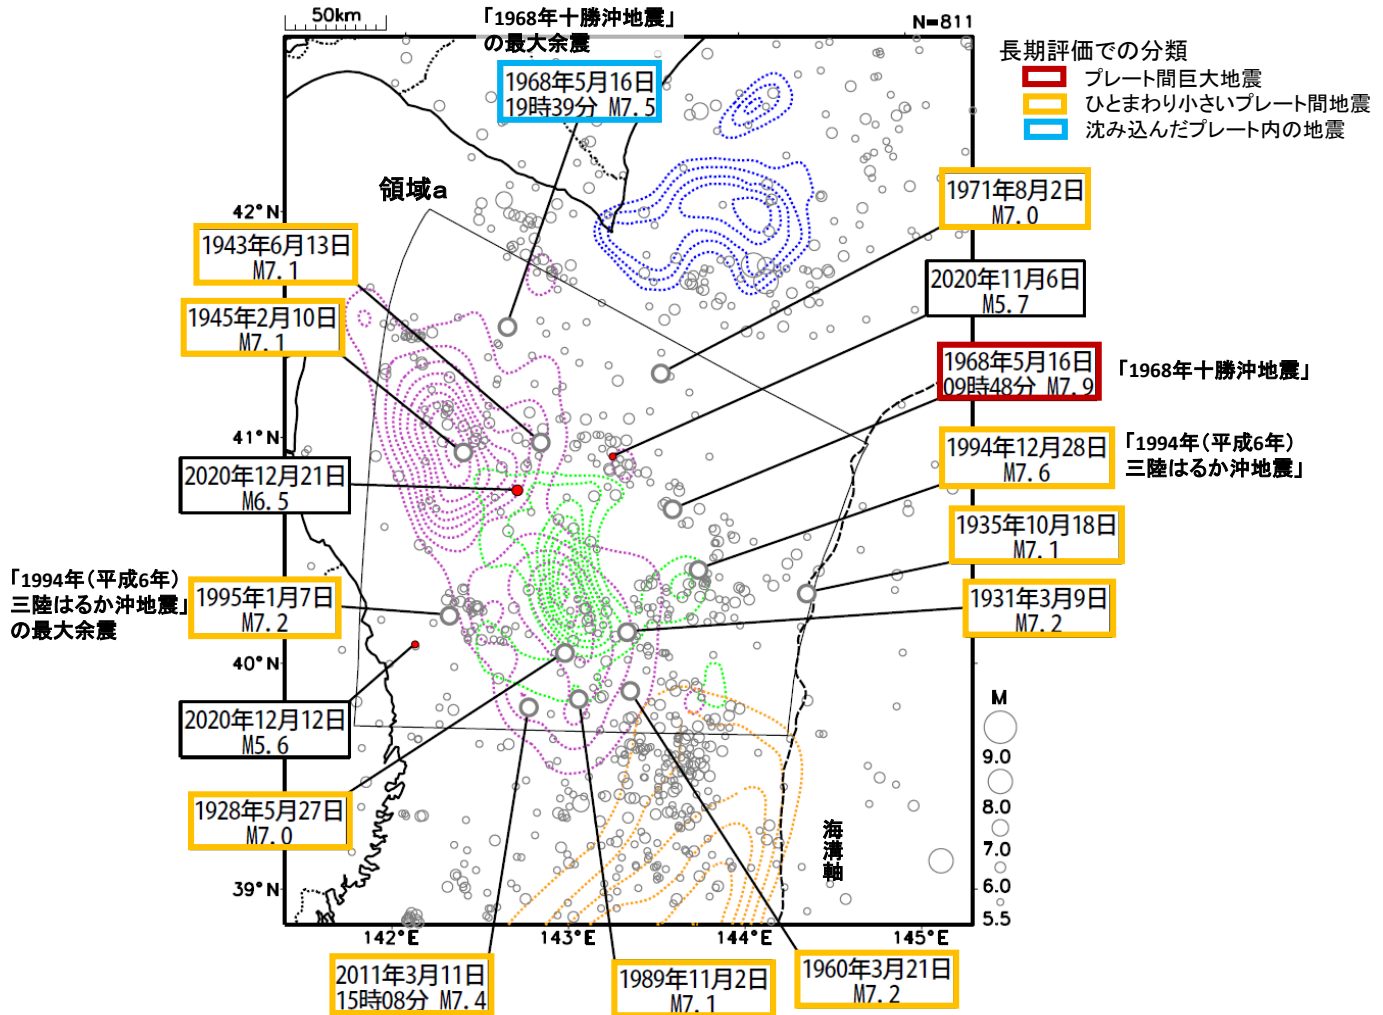 50km
「1968年十勝沖地震」
の最大余震
N=811
長期評価での分類
プレート間巨大地震
ひとまわり小さいプレート間地震
沈み込んだプレート内の地震
1968年5月16日
19時39分 M7.5
領域a
42°N
1943年6月13日
M7.1
1945年2月10日
M7.1
1971年8月2日
M7.0
2020年11月6日
M5.7
1968年5月16日
09時48分 M7.9
「1968年十勝沖地震」
41°N
1994年12月28日
M7.6
「1994年(平成6年)
三陸はるか沖地震」
2020年12月21日
M6.5
1935年10月18日
M7.1
「1994年(平成6年)
三陸はるか沖地震」
の最大余震
1995年1月7日
M7.2
1931年3月9日
M7.2
40°N
2020年12月12日
M5.6
1928年5月27日
M7.0
海溝軸
M
9.0
8.0
7.0
6.0
5.5
39°N
142°E
143°E
144°E
145°E
2011年3月11日
15時08分 M7.4
1989年11月2日
M7.1
1960年3月21日
M7.2